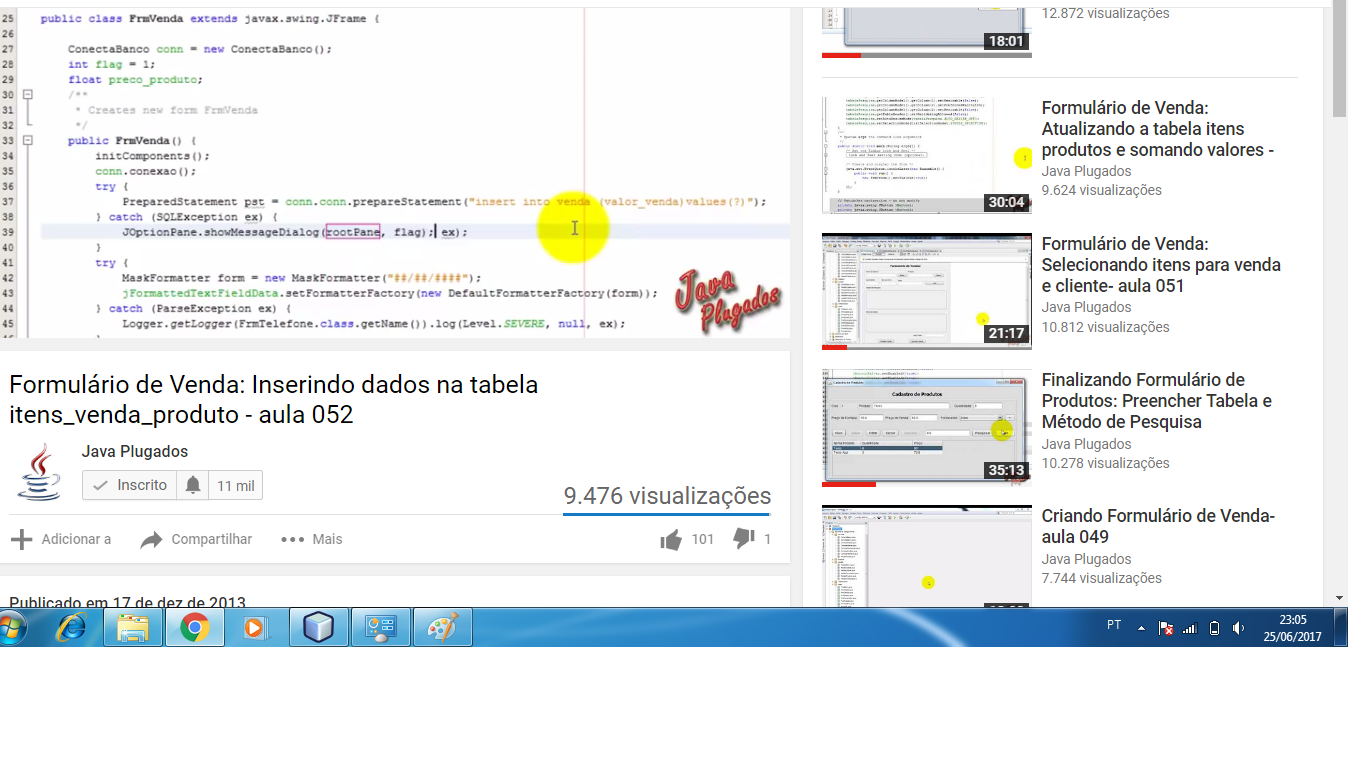 25 public class FrmVenda extends javax.swing.JFrame {
26
27 ConectaBanco conn = new ConectaBanco();
28 int flag = 1;
29 float preco_produto;
30 /**
31 * Creates new form FrmVenda
32 */
33 public FrmVenda() {
34 initComponents();
35 conn.conexao();
36 try {
37 PreparedStatement pst = conn.conn.prepareStatement("insert into venda (valor_venda)values(?)");
38 } catch (SQLException ex) {
39 JOptionPane.showMessageDialog(rootPane, flag); ex);
40 }
41 try {
42 MaskFormatter form = new MaskFormatter("##/##/####");
43 jFormattedTextFieldData.setFormatterFactory(new DefaultFormatterFactory(form));
44 } catch (ParseException ex) {
45 Logger.getLogger(FrmTelefone.class.getName()).log(Level.SEVERE, null, ex);
Java Plugados
Formulário de Venda: Inserindo dados na tabela
itens_venda_produto - aula 052
Java Plugados
Inscrito
11 mil
9.476 visualizações
Adicionar a
Compartilhar
Mais
101
1
Publicado em 17 de dez de 2013
12.872 visualizações
18:01
Formulário de Venda:
Atualizando a tabela itens
produtos e somando valores -
Java Plugados
9.624 visualizações
30:04
Formulário de Venda:
Selecionando itens para venda
e cliente- aula 051
Java Plugados
10.812 visualizações
21:17
Finalizando Formulário de
Produtos: Preencher Tabela e
Método de Pesquisa
Java Plugados
10.278 visualizações
Cadastro de Produtos
35:13
Criando Formulário de Venda-
aula 049
Java Plugados
7.744 visualizações
PT
23:05
25/06/2017